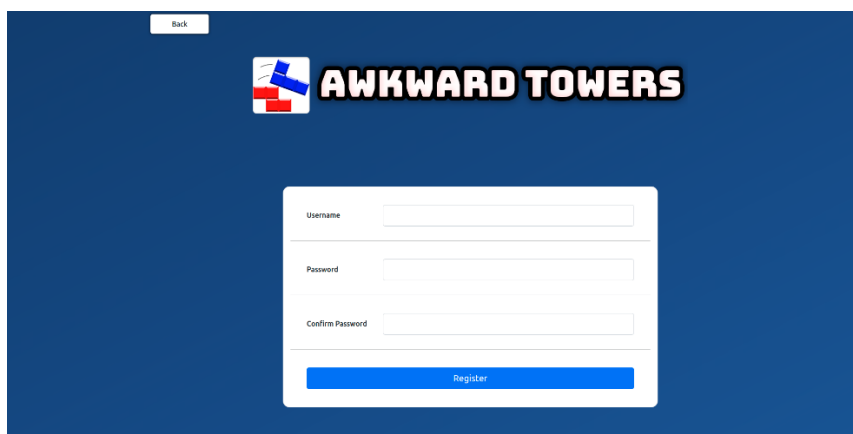 Back
AWKWARD TOWERS
Username
Password
Confirm Password
Register